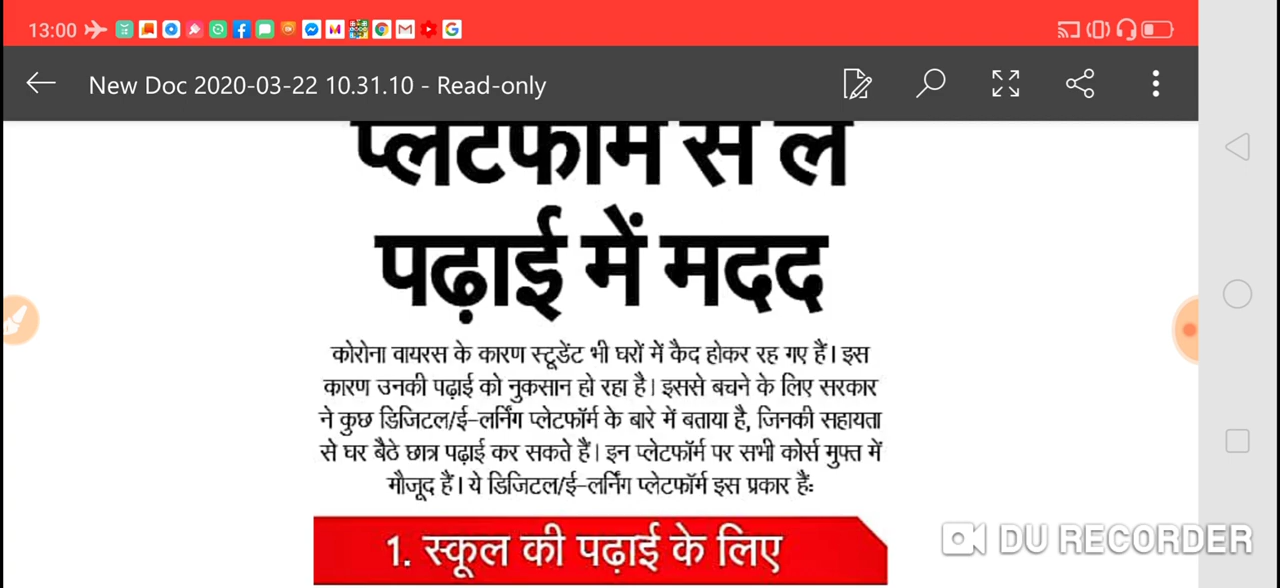 13:00
New Doc 2020-03-22 10.31.10 - Read-only
प्लेटफॉर्म से लें
पढ़ाई में मदद
कोरोना वायरस के कारण स्टूडेंट भी घरों में कैद होकर रह गए हैं। इस
कारण उनकी पढ़ाई को नुकसान हो रहा है। इससे बचने के लिए सरकार
ने कुछ डिजिटल/ई-लर्निंग प्लेटफॉर्म के बारे में बताया है, जिनकी सहायता
से घर बैठे छात्र पढ़ाई कर सकते हैं। इन प्लेटफॉर्म पर सभी कोर्स मुफ्त में
मौजूद हैं। ये डिजिटल/ई-लर्निंग प्लेटफॉर्म इस प्रकार हैंः
1. स्कूल की पढ़ाई के लिए
DU RECORDER